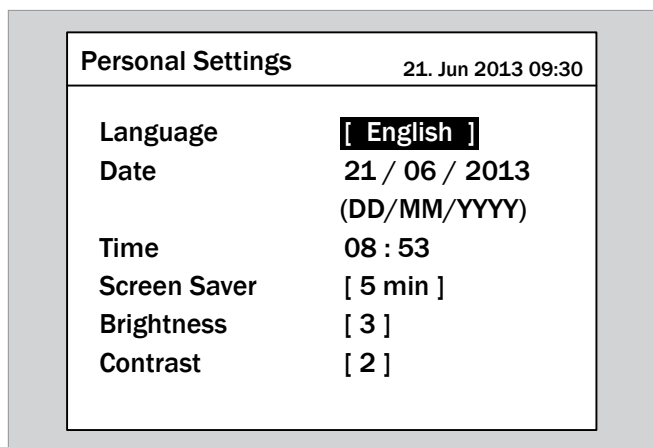 Personal Settings 21. Jun 2013 09:30
Language [ English ]
Date 21 / 06 / 2013
(DD/MM/YYYY)
Time 08 : 53
Screen Saver [ 5 min ]
Brightness [ 3 ]
Contrast [ 2 ]